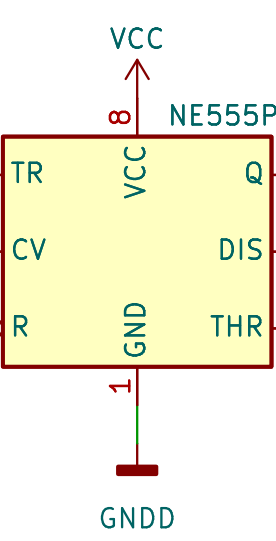 VCC
8
NE555P
TR
VCC
Q
CV
DIS
R
GND
THR
1
GNDD